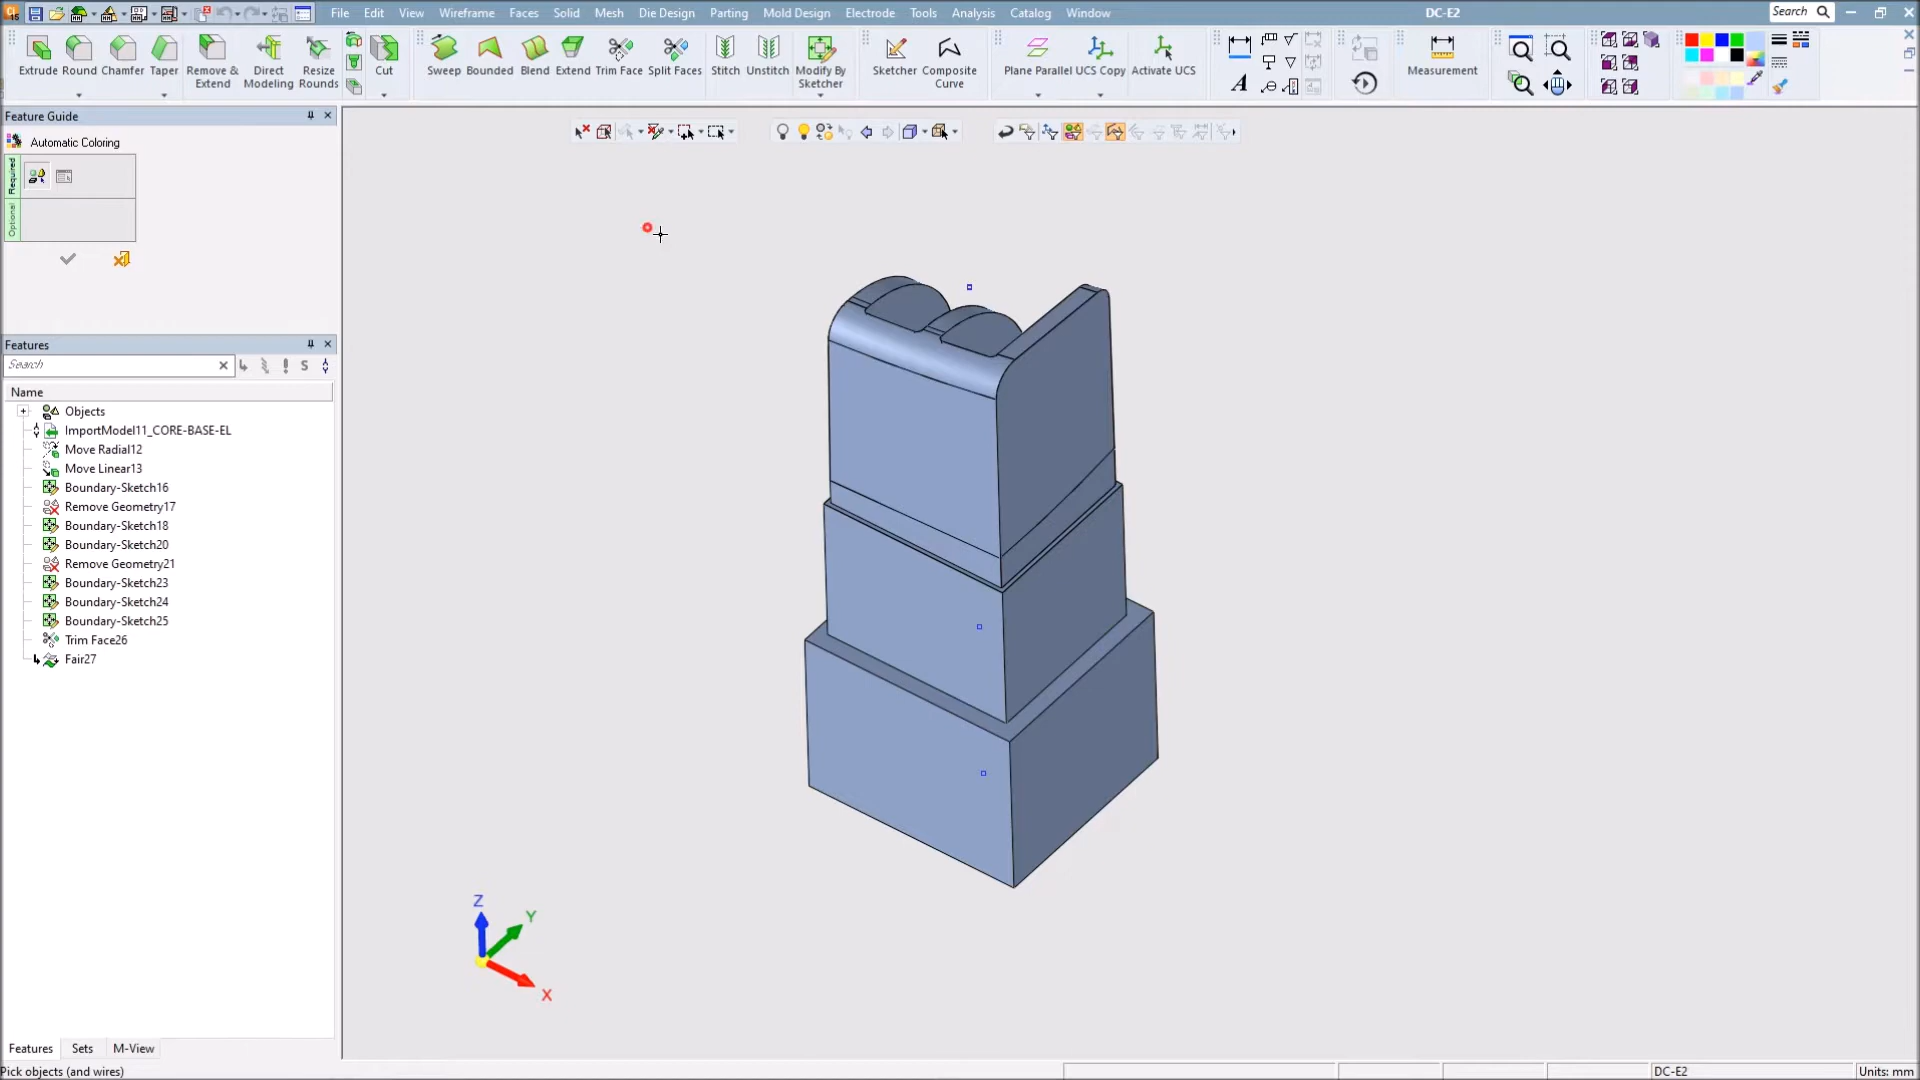 File Edit View Wireframe Faces Solid Mesh Die Design Parting Mold Design Electrode Tools Analysis Catalog Window DC-E2 Search
Extrude Round Chamfer Taper Remove & Extend Direct Modeling Resize Rounds Cut Sweep Bounded Blend Extend Trim Face Split Faces Stitch Unstitch Modify By Sketcher Sketcher Composite Curve Plane Parallel UCS Copy Activate UCS A Measurement
Feature Guide
Automatic Coloring
Required
Optional
Features
Search S
Name
Objects
ImportModel11_CORE-BASE-EL
Move Radial12
Move Linear13
Boundary-Sketch16
Remove Geometry17
Boundary-Sketch18
Boundary-Sketch20
Remove Geometry21
Boundary-Sketch23
Boundary-Sketch24
Boundary-Sketch25
Trim Face26
Fair27
Z
Y
X
Features Sets M-View
Pick objects (and wires) DC-E2 Units: mm